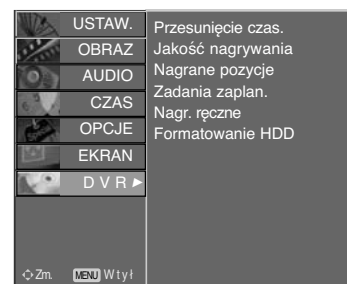 USTAW.
OBRAZ
AUDIO
CZAS
OPCJE
EKRAN
D V R
Przesunięcie czas.
Jakość nagrywania
Nagrane pozycje
Zadania zaplan.
Nagr. ręczne
Formatowanie HDD
Zm. MENU W tył